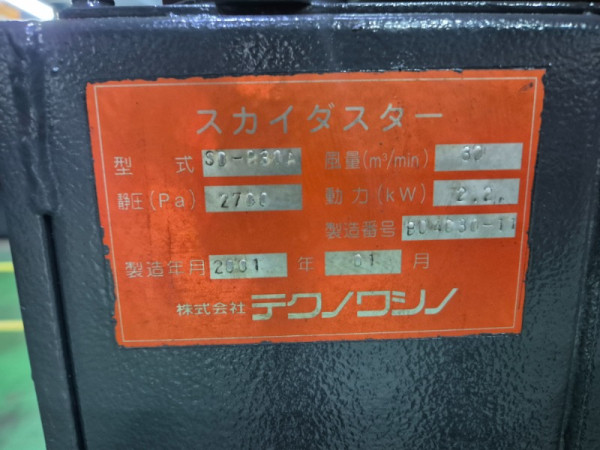 スカイダスター
型 式 風量(m³/min) 30
静圧(Pa) 2700 動力(kW) 2.2
製造番号
製造年月 2001 年 01 月
株式会社 テクノワシノ